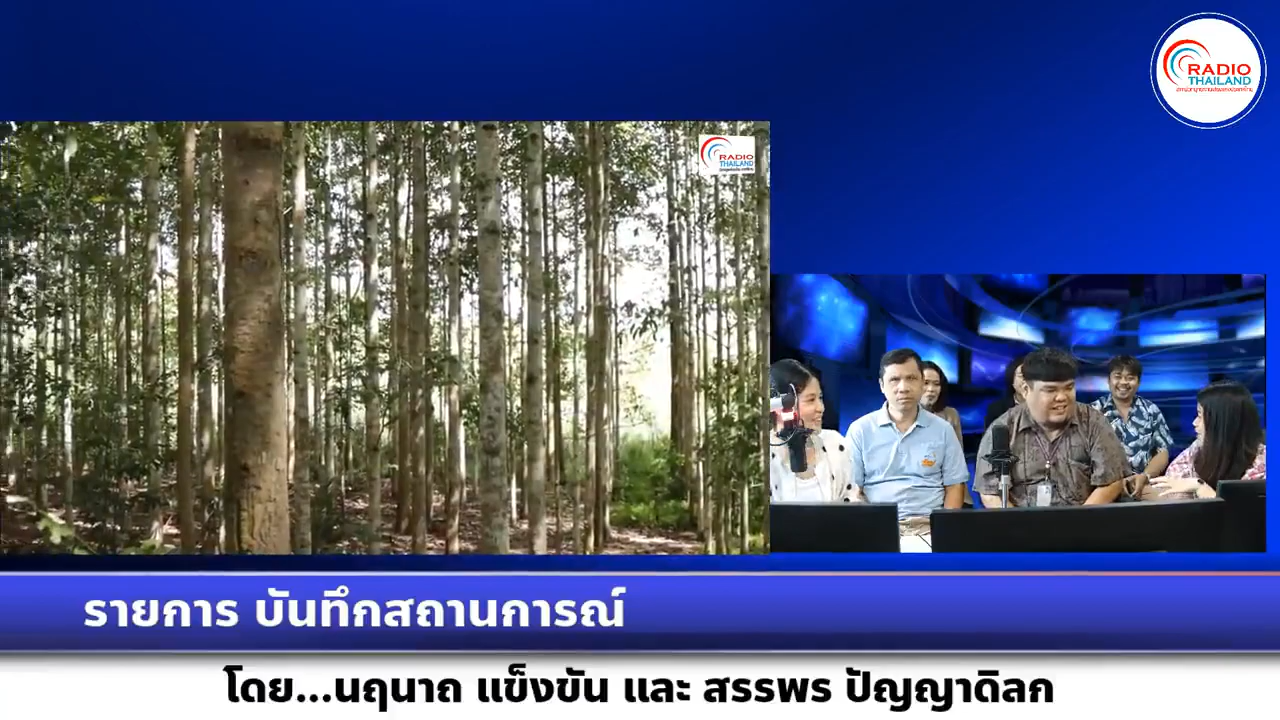 RADIO
THAILAND
RADIO
THAILAND
รายการ บันทึกสถานการณ์
โดย...นฤนาถ แข็งขัน และ สรรพร ปัญญาดิลก